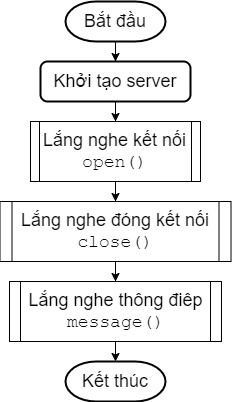 Bắt đầu
Khởi tạo server
Lắng nghe kết nối
open()
Lắng nghe đóng kết nối
close()
Lắng nghe thông điêp
message()
Kết thúc